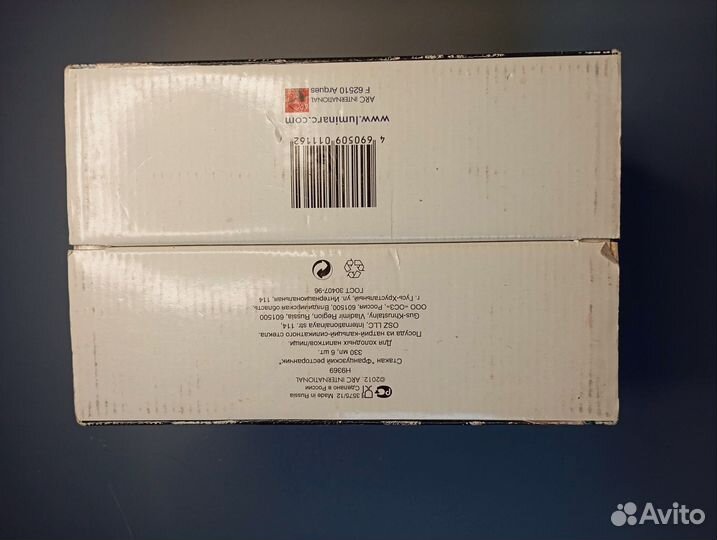 3575/12 Made in Russia
Сделано в России
©2012. ARC INTERNATIONAL
H9369
Стакан "Французский ресторанчик"
330 мл, 6 шт.
Для холодных напитков/пищи.
Посуда из натрий-кальций-силикатного стекла.
OSZ LLC, Internationalnaya str. 114,
Gus-Khrustalny, Vladimir Region, Russia, 601500
ООО «ОСЗ», Россия, 601500, Владимирская область,
г. Гусь-Хрустальный, ул. Интернациональная, 114
ГОСТ 30407-96
4 690509 011162
www.luminarc.com
ARC INTERNATIONAL
F 62510 Arques
Avito